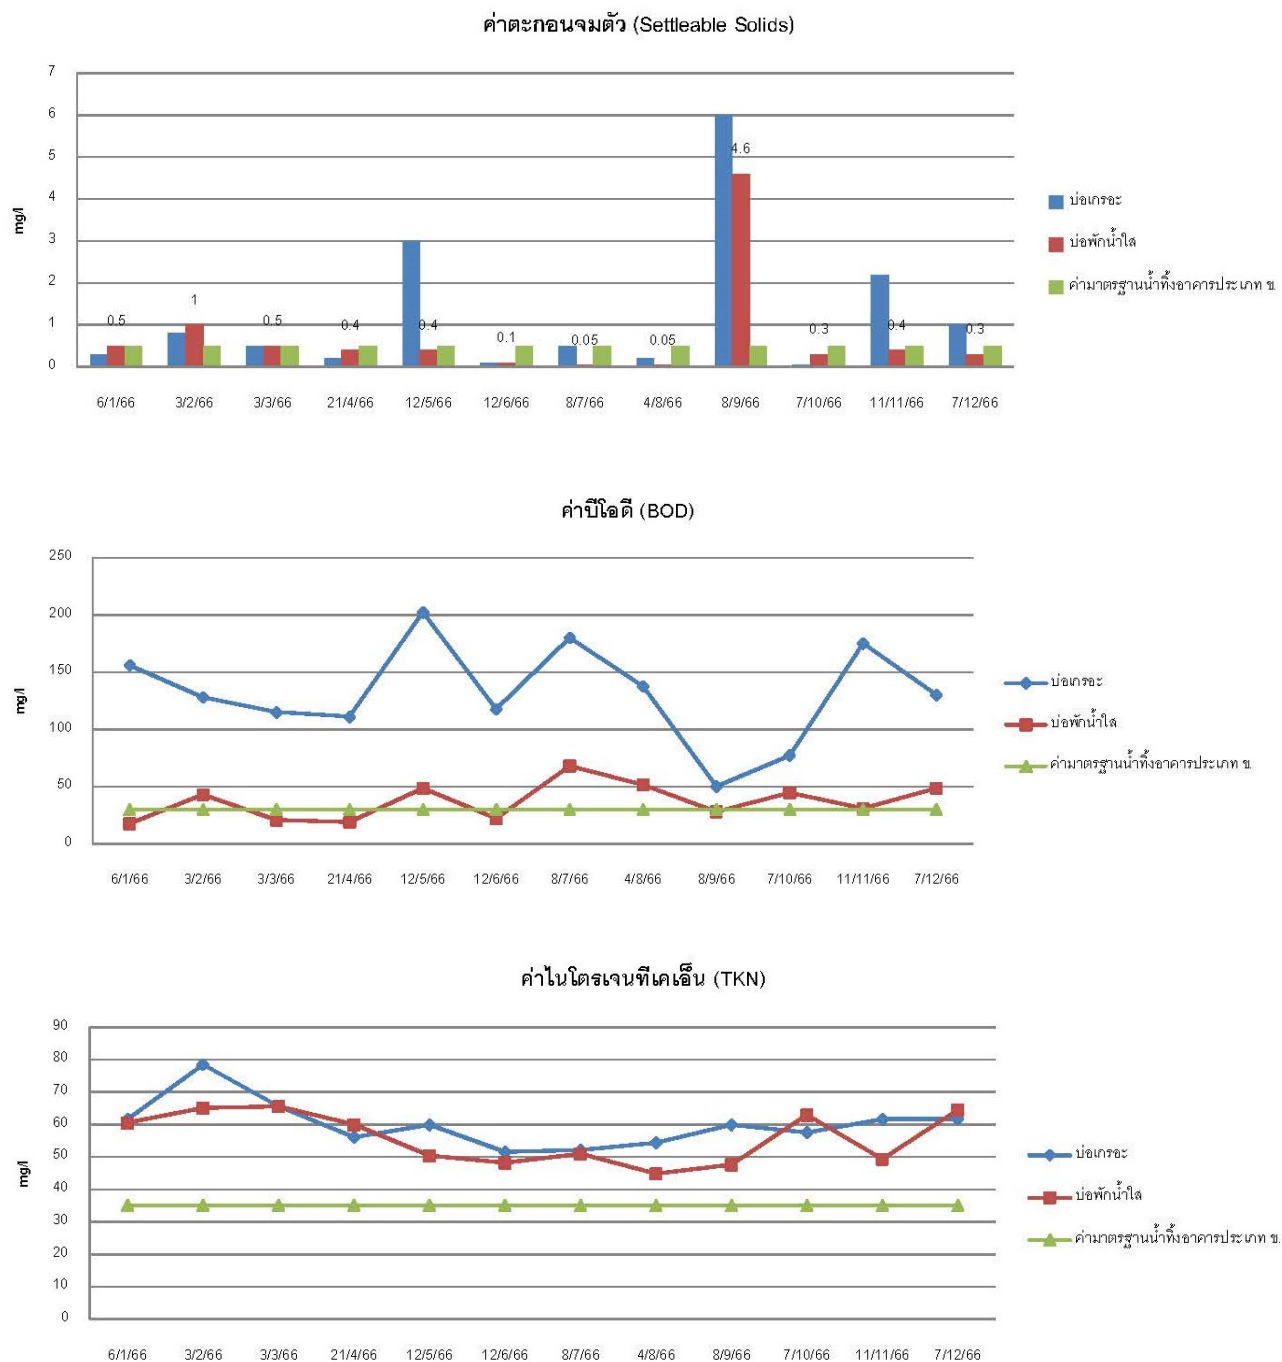 ค่าตะกอนจมตัว (Settleable Solids)
7
6
5
4
3
2
1
0
mg/l
0.5
1
0.5
0.4
0.4
0.1
0.05
0.05
4.6
0.3
0.4
0.3
6/1/66 3/2/66 3/3/66 21/4/66 12/5/66 12/6/66 8/7/66 4/8/66 8/9/66 7/10/66 11/11/66 7/12/66
บ่อเกรอะ
บ่อพักน้ำใส
ค่ามาตรฐานน้ำทิ้งอาคารประเภท ข
ค่าบีโอดี (BOD)
250
200
150
100
50
0
mg/l
6/1/66 3/2/66 3/3/66 21/4/66 12/5/66 12/6/66 8/7/66 4/8/66 8/9/66 7/10/66 11/11/66 7/12/66
บ่อเกรอะ
บ่อพักน้ำใส
ค่ามาตรฐานน้ำทิ้งอาคารประเภท ข
ค่าไนโตรเจนทีเคเอ็น (TKN)
90
80
70
60
50
40
30
20
10
0
mg/l
6/1/66 3/2/66 3/3/66 21/4/66 12/5/66 12/6/66 8/7/66 4/8/66 8/9/66 7/10/66 11/11/66 7/12/66
บ่อเกรอะ
บ่อพักน้ำใส
ค่ามาตรฐานน้ำทิ้งอาคารประเภท ข.